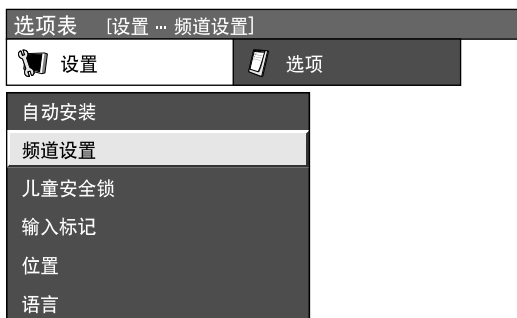 选项表 [设置 ... 频道设置]
设置 选项
自动安装
频道设置
儿童安全锁
输入标记
位置
语言